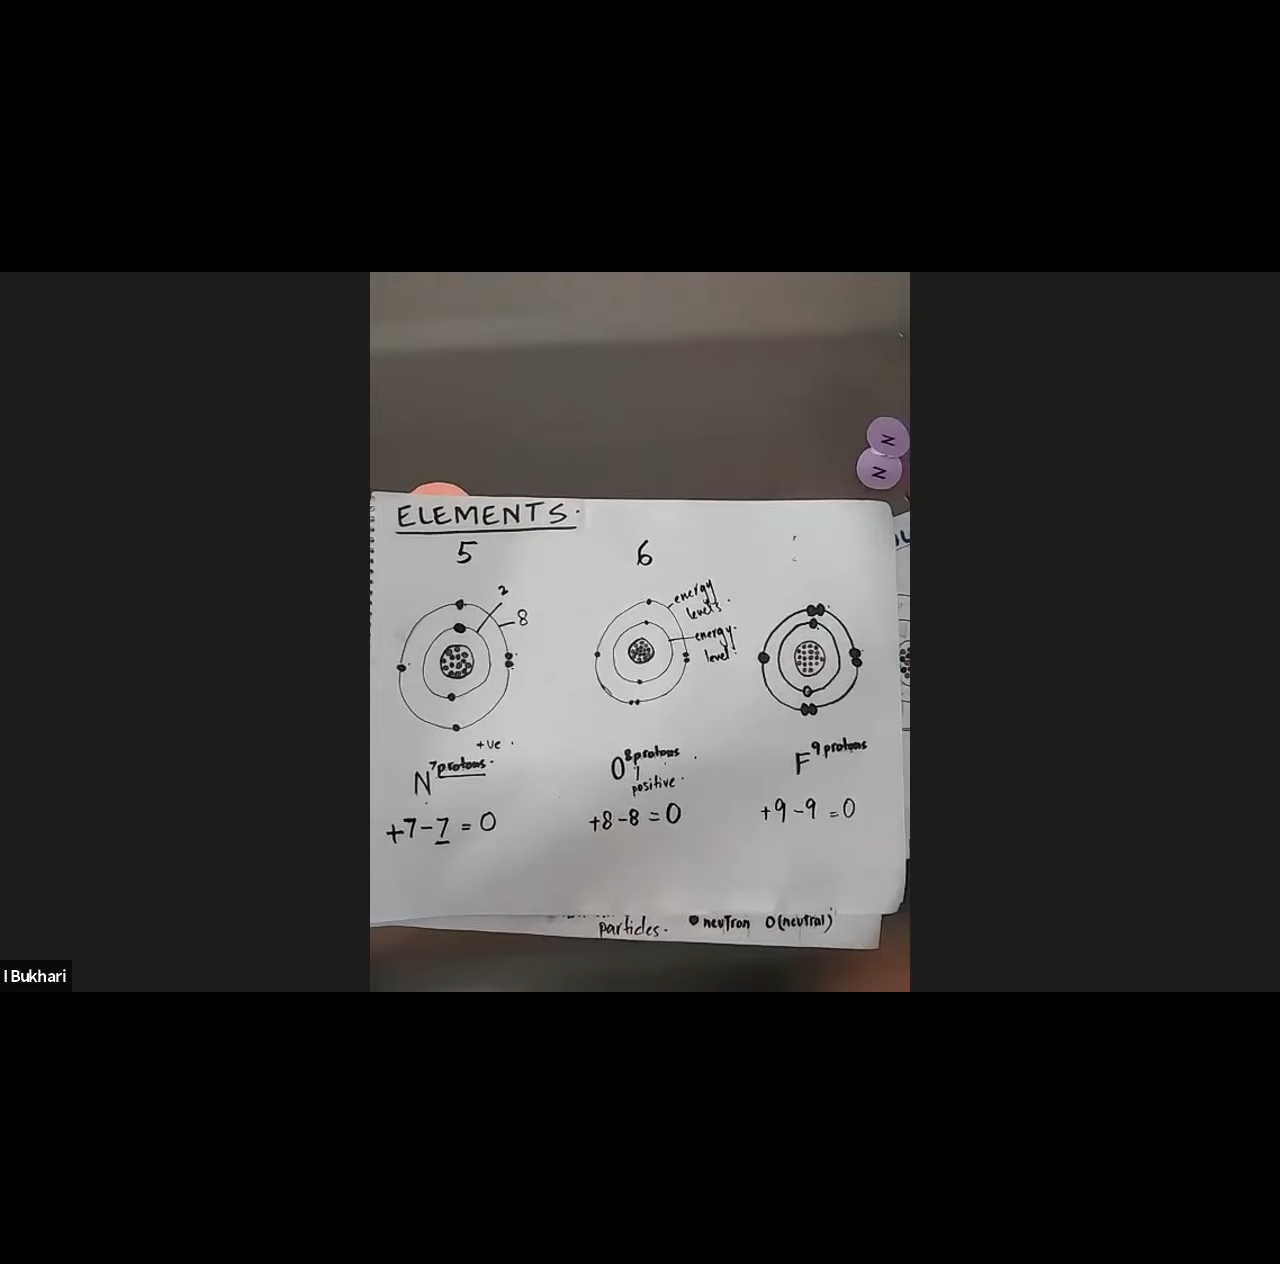 N
N
ELEMENTS.
5
6
2
8
energy
levels.
energy
level
+ve
N 7 protons.
O 8 protons
positive.
F 9 protons
+7-7 = 0
+8-8 = 0
+9-9 = 0
particles.
neutron 0 (neutral)
I Bukhari